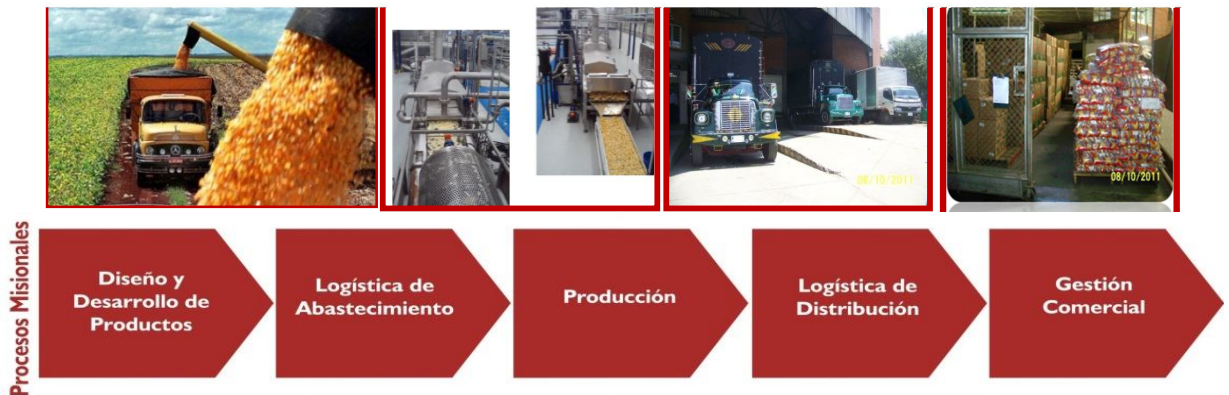 08/10/2011
08/10/2011
Procesos Misionales
Diseño y
Desarrollo de
Productos
Logística de
Abastecimiento
Producción
Logística de
Distribución
Gestión
Comercial